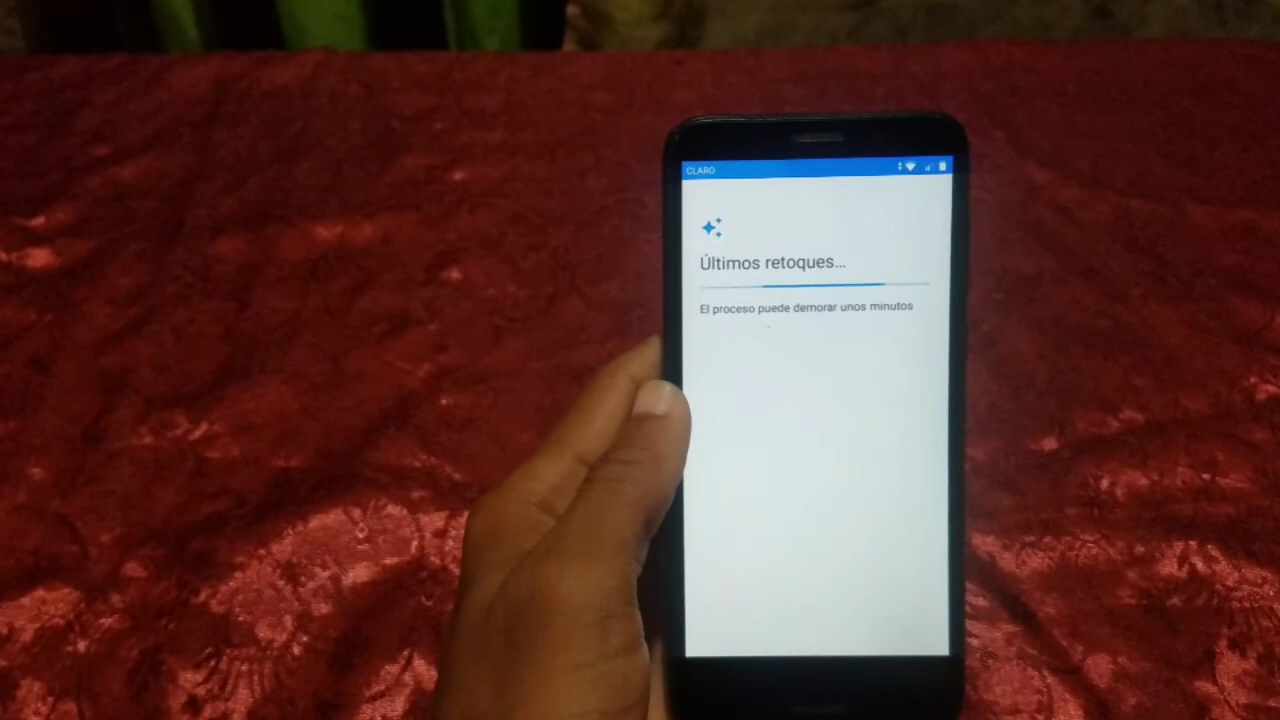 CLARO
Últimos retoques...
El proceso puede demorar unos minutos